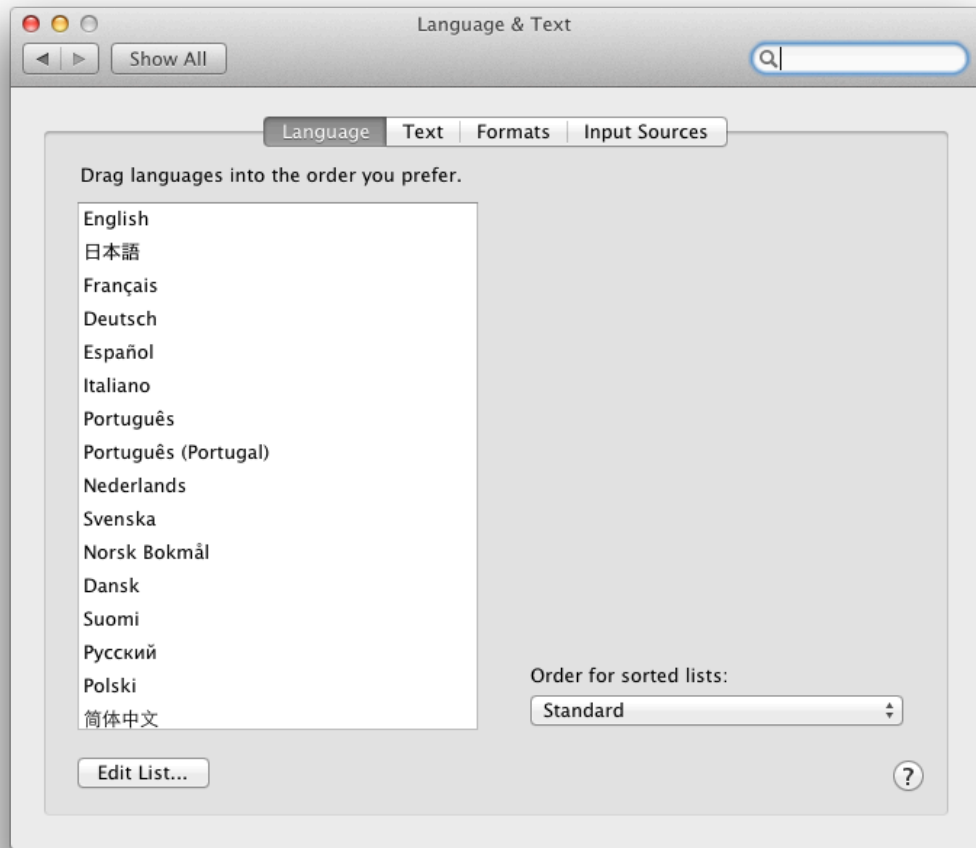 Language & Text
Show All
Language Text Formats Input Sources
Drag languages into the order you prefer.
English
日本語
Français
Deutsch
Español
Italiano
Português
Português (Portugal)
Nederlands
Svenska
Norsk Bokmål
Dansk
Suomi
Русский
Polski
简体中文
Order for sorted lists:
Standard
Edit List...
?